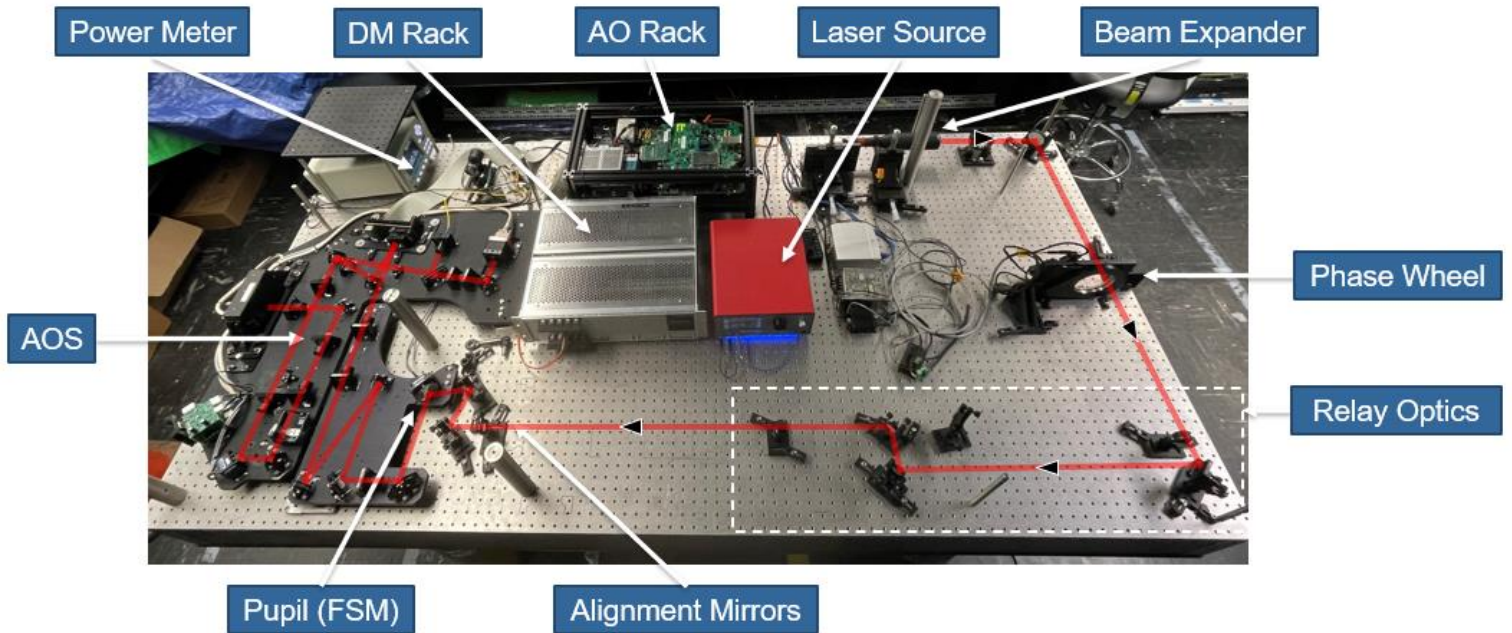 Power Meter
DM Rack
AO Rack
Laser Source
Beam Expander
Phase Wheel
AOS
Relay Optics
Pupil (FSM)
Alignment Mirrors